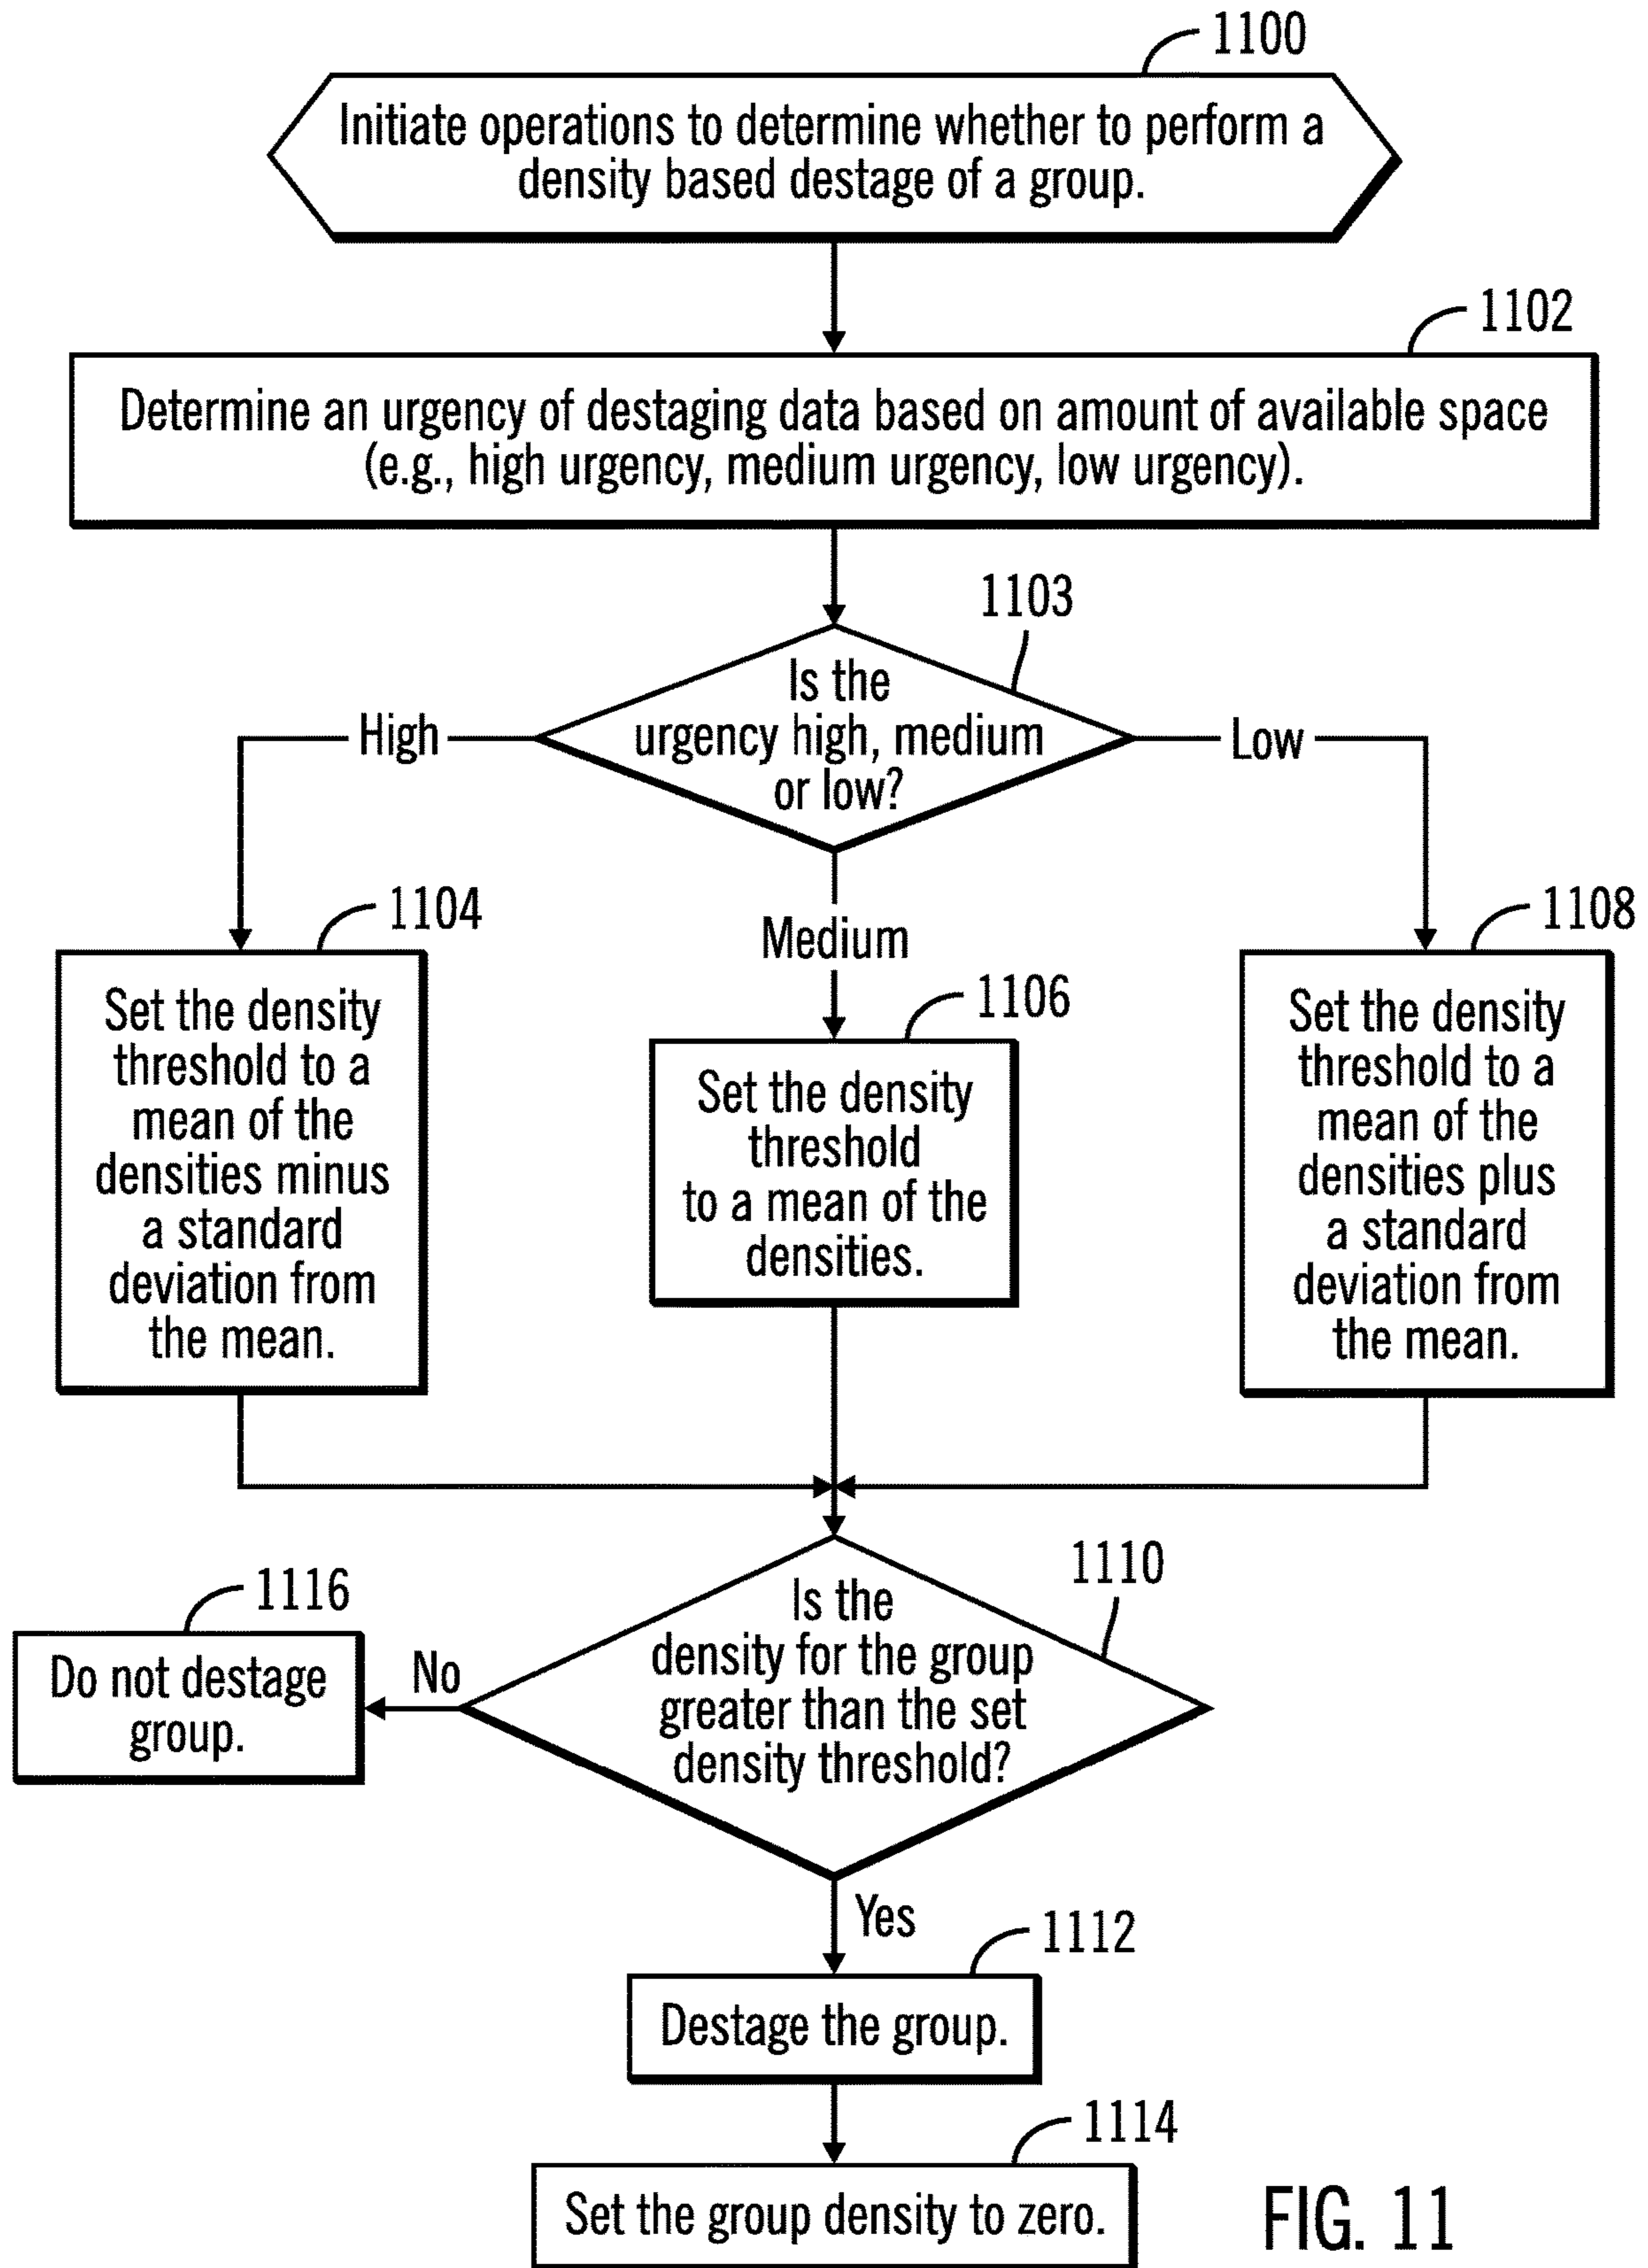 1100
Initiate operations to determine whether to perform a
density based destage of a group.
1102
Determine an urgency of destaging data based on amount of available space
(e.g., high urgency, medium urgency, low urgency).
1103
Is the
urgency high, medium
or low?
High
Low
Medium
1104
Set the density
threshold to a
mean of the
densities minus
a standard
deviation from
the mean.
1106
Set the density
threshold
to a mean of the
densities.
1108
Set the density
threshold to a
mean of the
densities plus
a standard
deviation from
the mean.
1110
Is the
density for the group
greater than the set
density threshold?
No
1116
Do not destage
group.
Yes
1112
Destage the group.
1114
Set the group density to zero.
FIG. 11